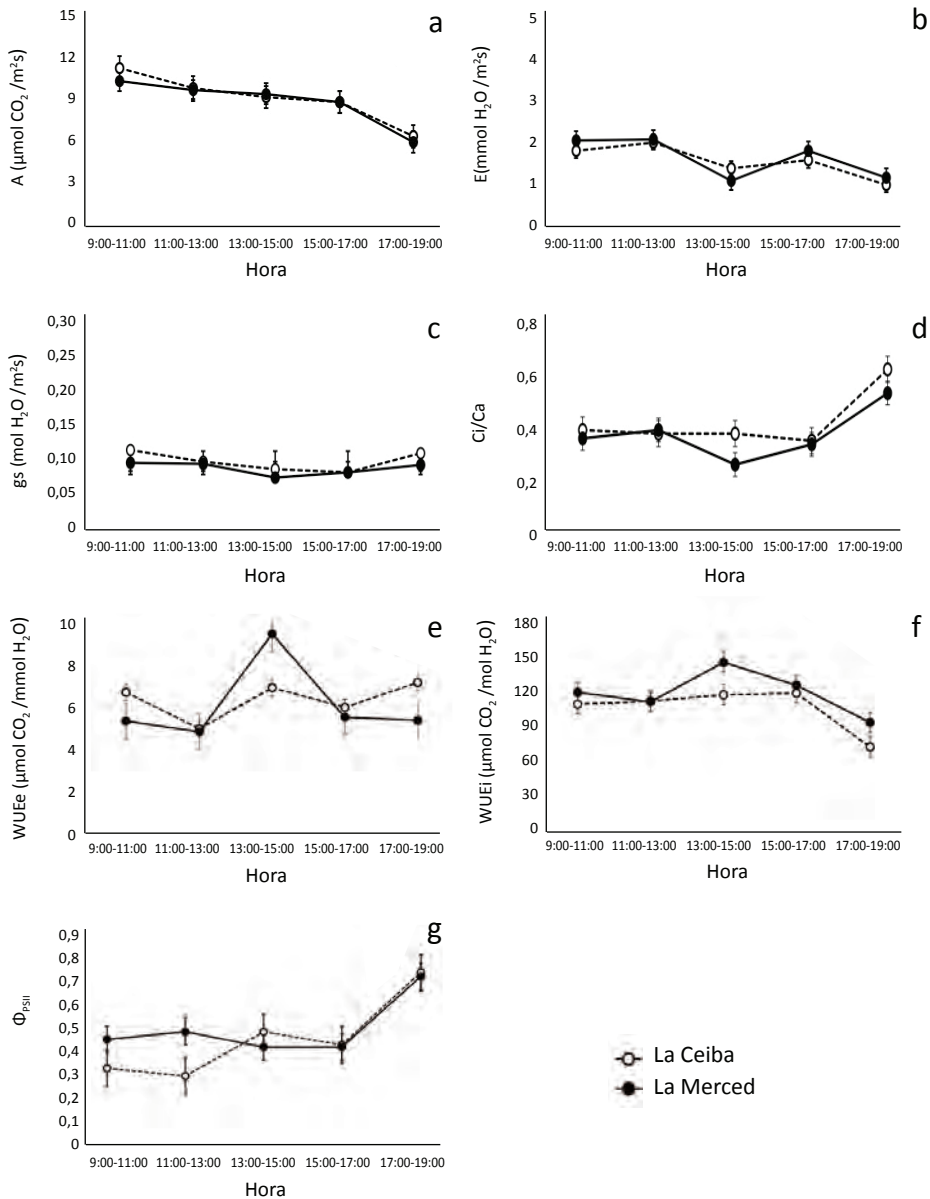 a
15
12
9
6
3
0
A (µmol CO₂ /m²s)
9:00-11:00 11:00-13:00 13:00-15:00 15:00-17:00 17:00-19:00
Hora
b
5
4
3
2
1
0
E(mmol H₂O /m²s)
9:00-11:00 11:00-13:00 13:00-15:00 15:00-17:00 17:00-19:00
Hora
c
0,30
0,25
0,20
0,15
0,10
0,05
0
gs (mol H₂O /m²s)
9:00-11:00 11:00-13:00 13:00-15:00 15:00-17:00 17:00-19:00
Hora
d
0,8
0,6
0,4
0,2
0
Ci/Ca
9:00-11:00 11:00-13:00 13:00-15:00 15:00-17:00 17:00-19:00
Hora
e
10
8
6
4
2
0
WUEe (µmol CO₂ /mmol H₂O)
9:00-11:00 11:00-13:00 13:00-15:00 15:00-17:00 17:00-19:00
Hora
f
180
150
120
90
60
30
0
WUEi (µmol CO₂ /mol H₂O)
9:00-11:00 11:00-13:00 13:00-15:00 15:00-17:00 17:00-19:00
Hora
g
0,9
0,8
0,7
0,6
0,5
0,4
0,3
0,2
0,1
0
Φ PSII
9:00-11:00 11:00-13:00 13:00-15:00 15:00-17:00 17:00-19:00
Hora
La Ceiba
La Merced